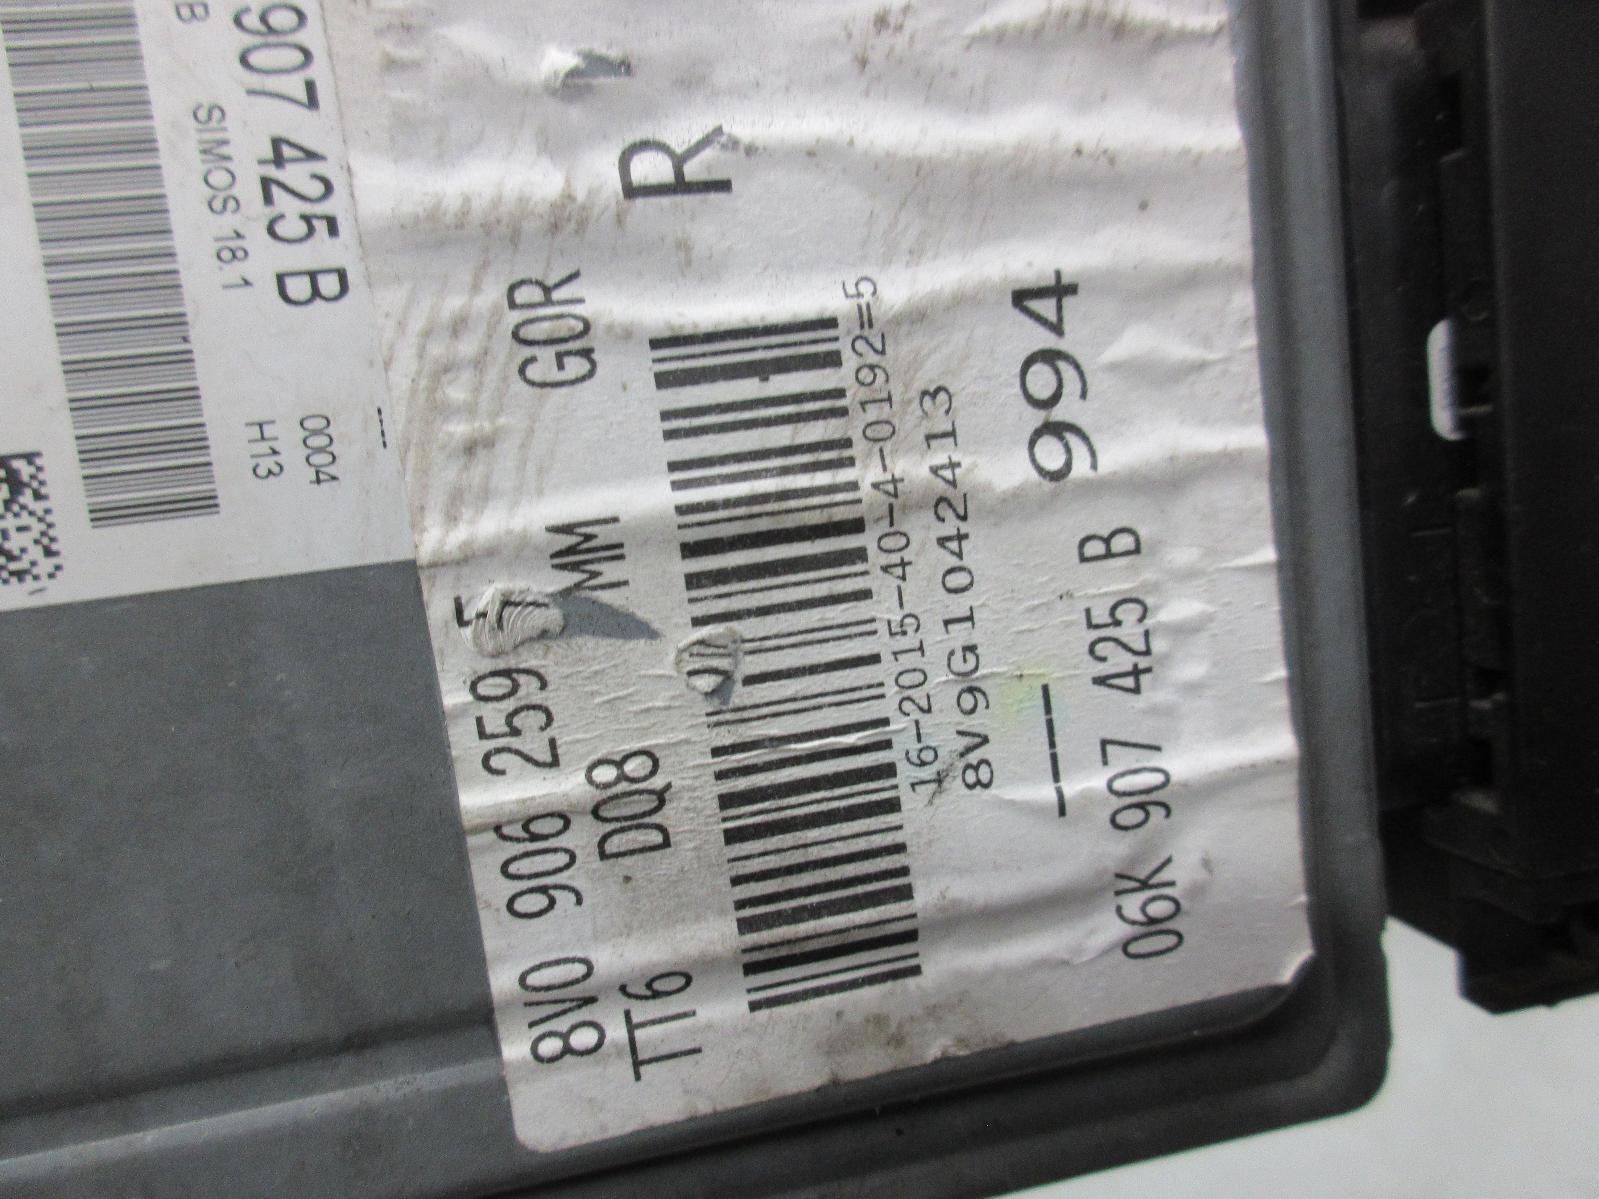 907 425 B
B SIMOS 18.1
0004
H13
----
8V0 906 259
TT6 DQ8 MM G0R
R
16-2015-40-4-0192=5
8V9G1042413
---- 994
06K 907 425 B